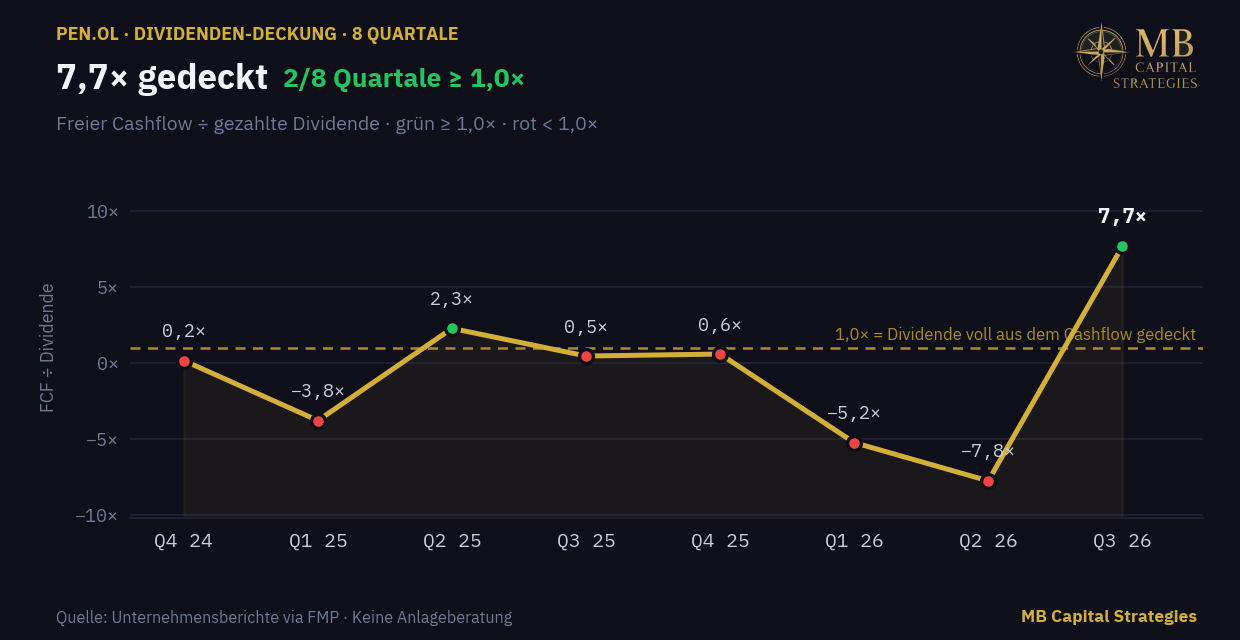 PEN.OL · DIVIDENDEN-DECKUNG · 8 QUARTALE
7,7× gedeckt 2/8 Quartale ≥ 1,0×
Freier Cashflow ÷ gezahlte Dividende · grün ≥ 1,0× · rot < 1,0×
MB
CAPITAL
STRATEGIES
FCF ÷ Dividende
10×
5×
0×
−5×
−10×
0,2×
−3,8×
2,3×
0,5×
0,6×
−5,2×
−7,8×
7,7×
1,0× = Dividende voll aus dem Cashflow gedeckt
Q4 24 Q1 25 Q2 25 Q3 25 Q4 25 Q1 26 Q2 26 Q3 26
Quelle: Unternehmensberichte via FMP · Keine Anlageberatung
MB Capital Strategies